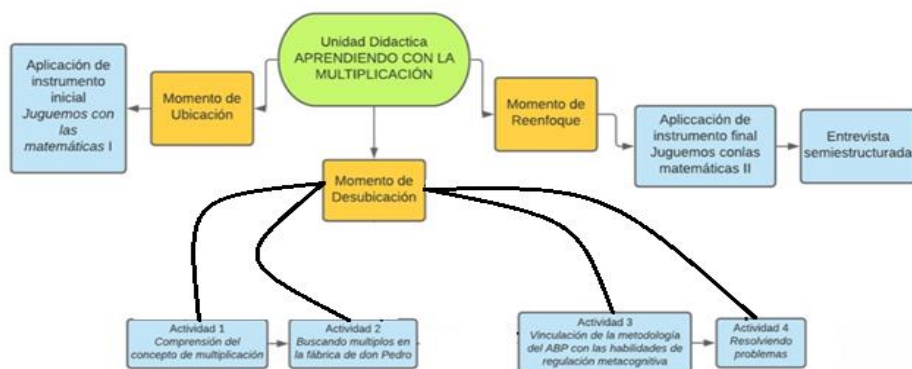 Unidad Didactica
APRENDIENDO CON LA
MULTIPLICACIÓN
Aplicación de
instrumento
inicial
Juguemos con
las
matemáticas I
Momento de
Ubicación
Momento de
Reenfoque
Apliccación de
instrumento final
Juguemos conlas
matemáticas II
Entrevista
semiestructurada
Momento de
Desubicación
Actividad 1
Comprensión del
concepto de multiplicación
Actividad 2
Buscando multiplos en
la fábrica de don Pedro
Actividad 3
Vinculación de la metodología
del ABP con las habilidades de
regulación metacognitiva
Actividad 4
Resolviendo
problemas